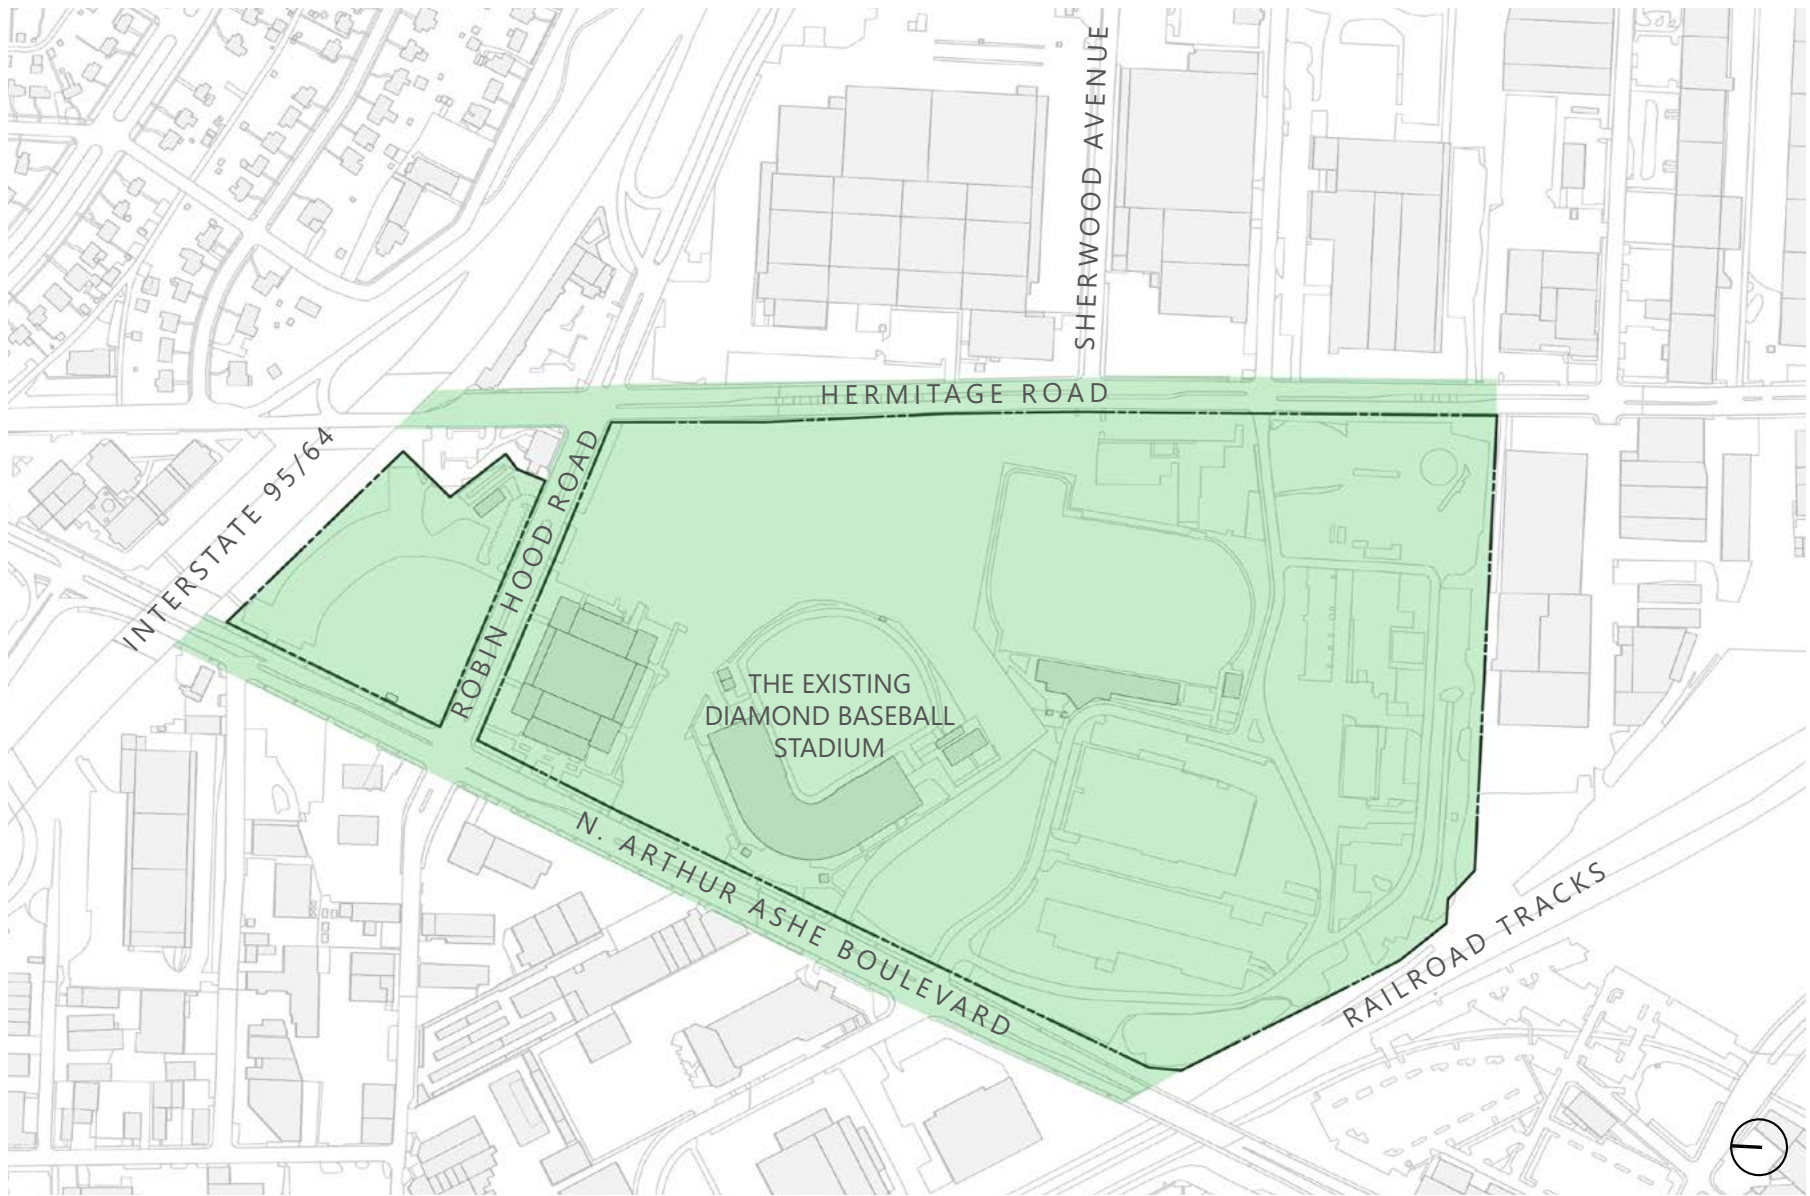 SHERWOOD AVENUE
HERMITAGE ROAD
INTERSTATE 95/64
ROBIN HOOD ROAD
THE EXISTING
DIAMOND BASEBALL
STADIUM
N. ARTHUR ASHE BOULEVARD
RAILROAD TRACKS